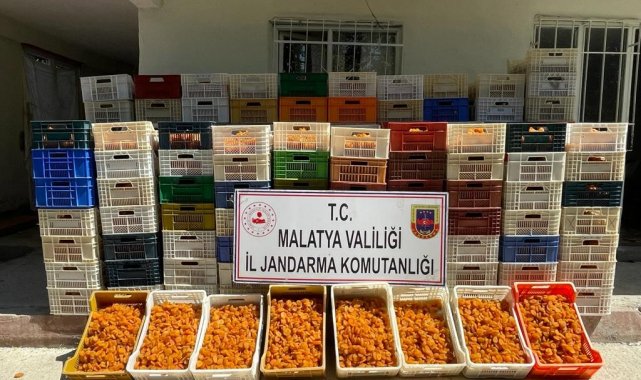 T.C.
MALATYA VALİLİĞİ
İL JANDARMA KOMUTANLIĞI